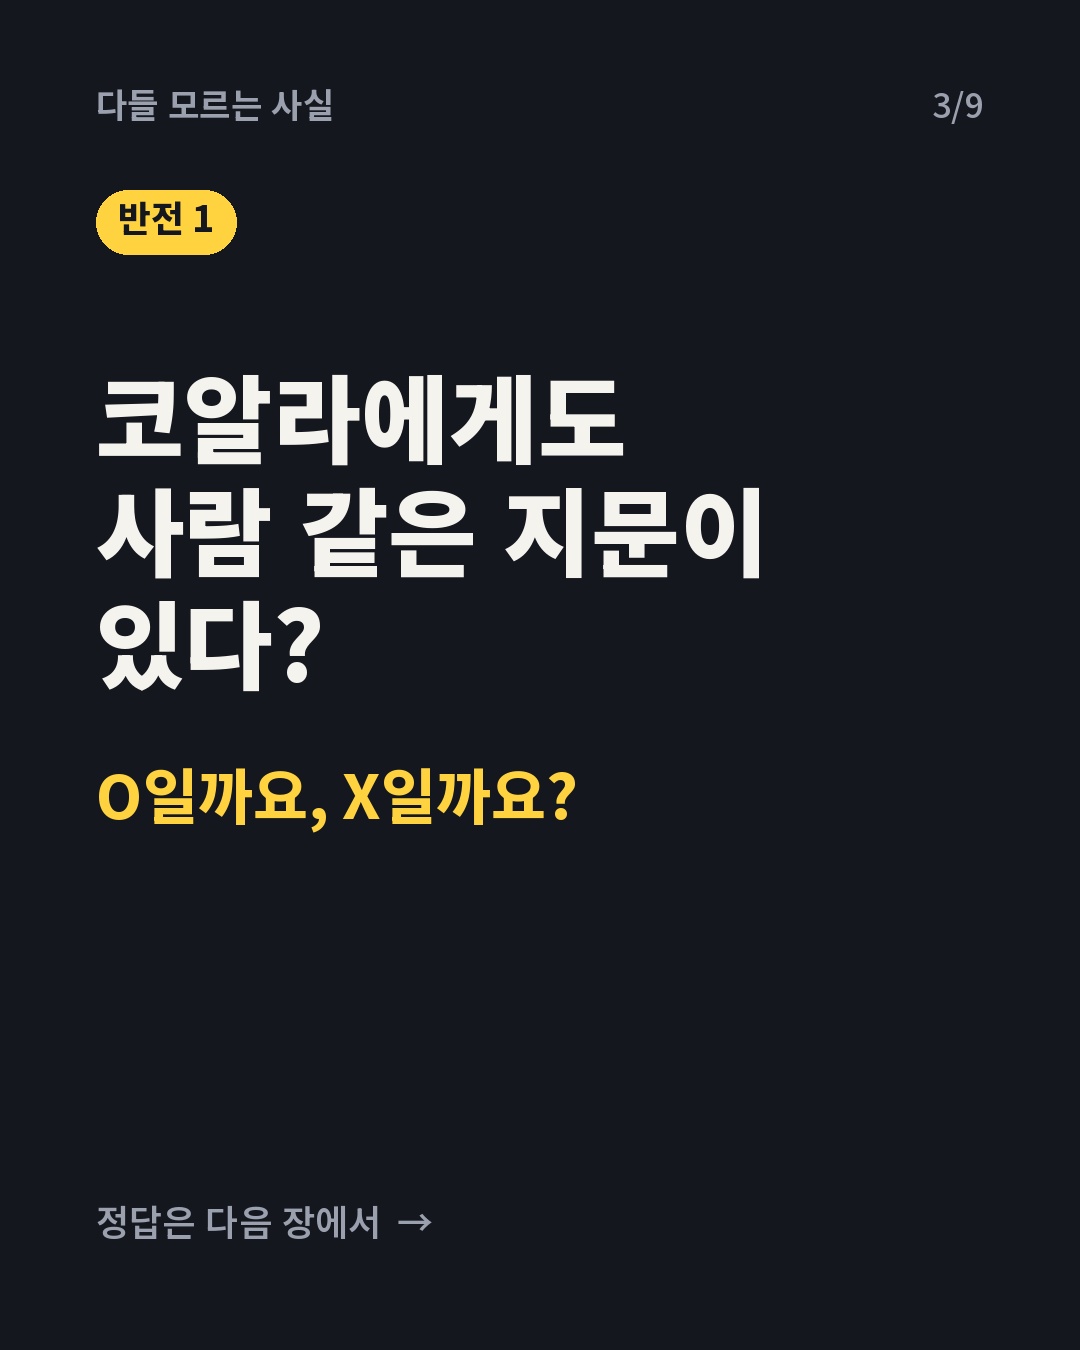 다들 모르는 사실
3/9
반전 1
코알라에게도
사람 같은 지문이
있다?
O일까요, X일까요?
정답은 다음 장에서 →